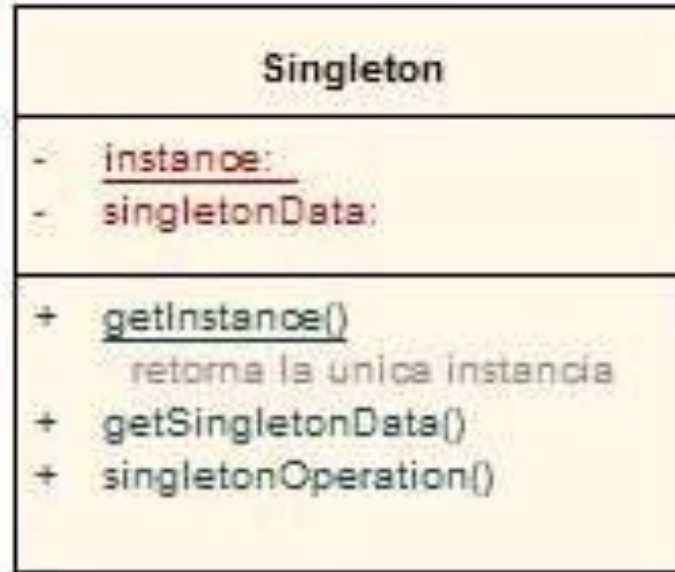 Singleton
- instance:
- singletonData:
+ getInstance()
retorna la unica instancia
+ getSingletonData()
+ singletonOperation()